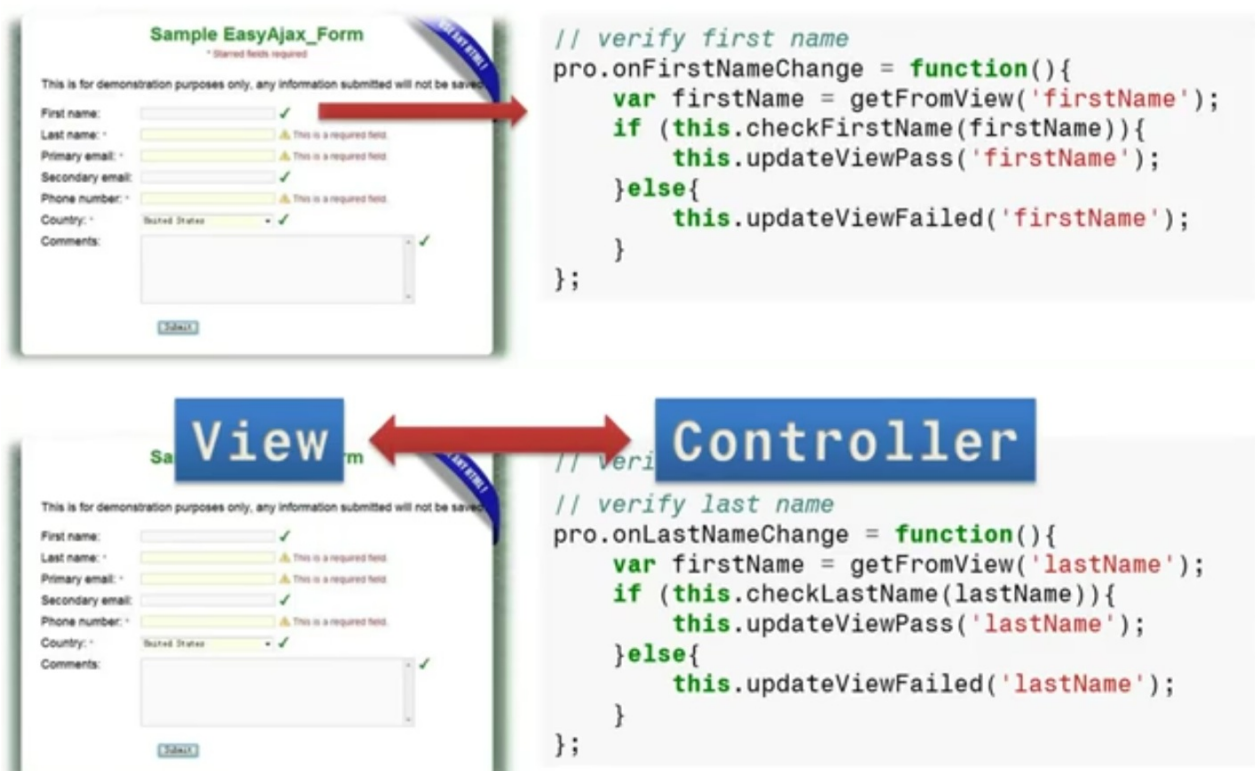 Sample EasyAjax_Form
* Starred fields required
This is for demonstration purposes only, any information submitted will not be saved
First name:
Last name: * This is a required field.
Primary email: * This is a required field.
Secondary email:
Phone number: * This is a required field.
Country: * United States
Comments:
Submit
// verify first name
pro.onFirstNameChange = function(){
    var firstName = getFromView('firstName');
    if (this.checkFirstName(firstName)){
        this.updateViewPass('firstName');
    }else{
        this.updateViewFailed('firstName');
    }
};
View
Controller
Sa rm
ANY HTML!
This is for demonstration purposes only, any information submitted will not be saved
First name:
Last name: * This is a required field.
Primary email: * This is a required field.
Secondary email:
Phone number: * This is a required field.
Country: * United States
Comments:
Submit
// veri
// verify last name
pro.onLastNameChange = function(){
    var firstName = getFromView('lastName');
    if (this.checkLastName(lastName)){
        this.updateViewPass('lastName');
    }else{
        this.updateViewFailed('lastName');
    }
};